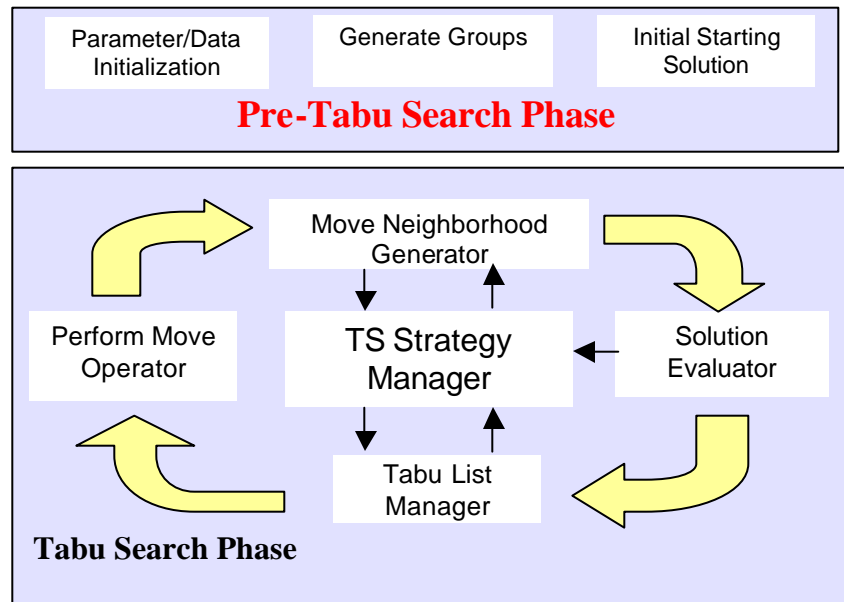 Parameter/Data
Initialization
Generate Groups
Initial Starting
Solution
Pre-Tabu Search Phase
Move Neighborhood
Generator
Perform Move
Operator
TS Strategy
Manager
Solution
Evaluator
Tabu List
Manager
Tabu Search Phase